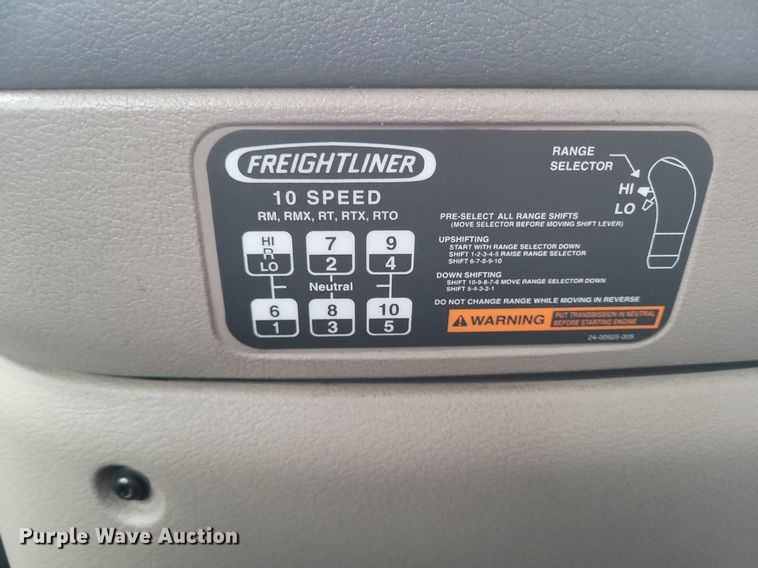 FREIGHTLINER
10 SPEED
RM, RMX, RT, RTX, RTO
HI
R
LO
7
2
9
4
Neutral
6
1
8
3
10
5
RANGE
SELECTOR
HI
LO
PRE-SELECT ALL RANGE SHIFTS
(MOVE SELECTOR BEFORE MOVING SHIFT LEVER)
UPSHIFTING
START WITH RANGE SELECTOR DOWN
SHIFT 1-2-3-4-5 RAISE RANGE SELECTOR
SHIFT 6-7-8-9-10
DOWN SHIFTING
SHIFT 10-9-8-7-6 MOVE RANGE SELECTOR DOWN
SHIFT 5-4-3-2-1
DO NOT CHANGE RANGE WHILE MOVING IN REVERSE
WARNING
PUT TRANSMISSION IN NEUTRAL
BEFORE STARTING ENGINE
24-00925-005
Purple Wave Auction